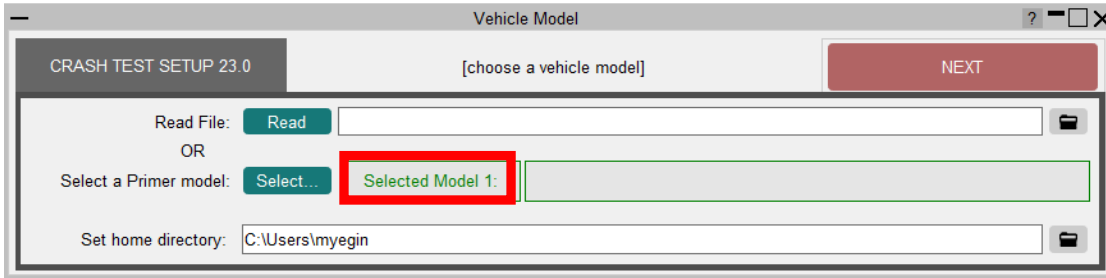 Vehicle Model ?
CRASH TEST SETUP 23.0 [choose a vehicle model] NEXT
Read File: Read
OR
Select a Primer model: Select... Selected Model 1:
Set home directory: C:\Users\myegin